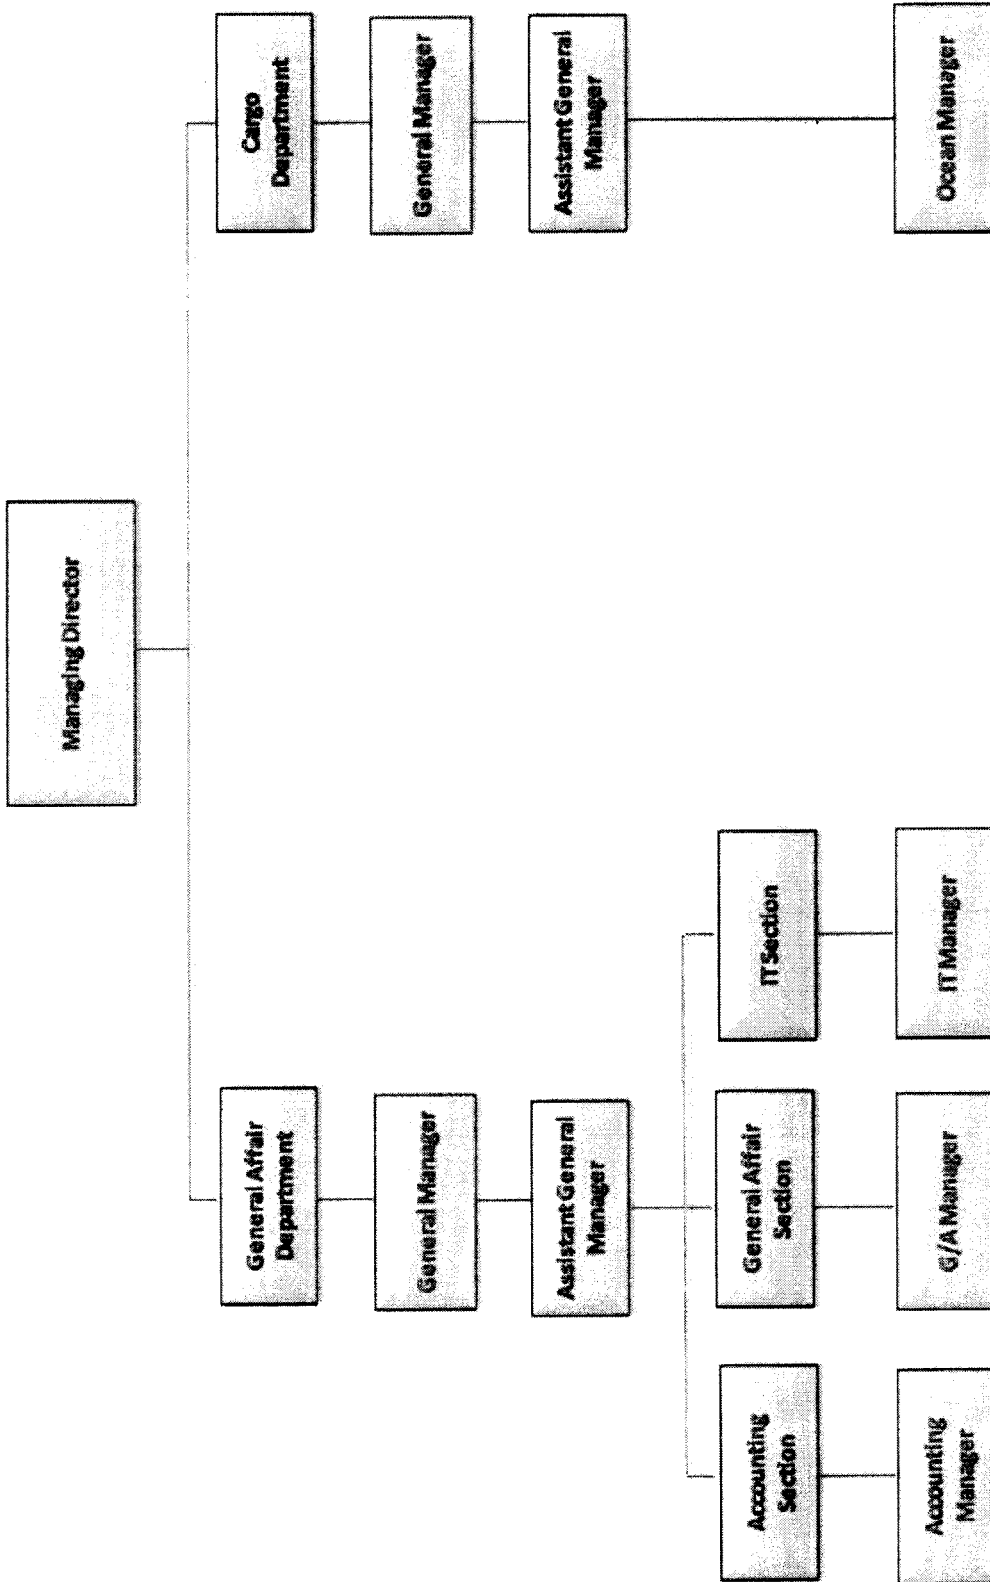 Managing Director
General Affair
Department
Cargo
Department
General Manager
General Manager
Assistant General
Manager
Assistant General
Manager
Accounting
Section
General Affair
Section
IT Section
Accounting
Manager
G/A Manager
IT Manager
Ocean Manager